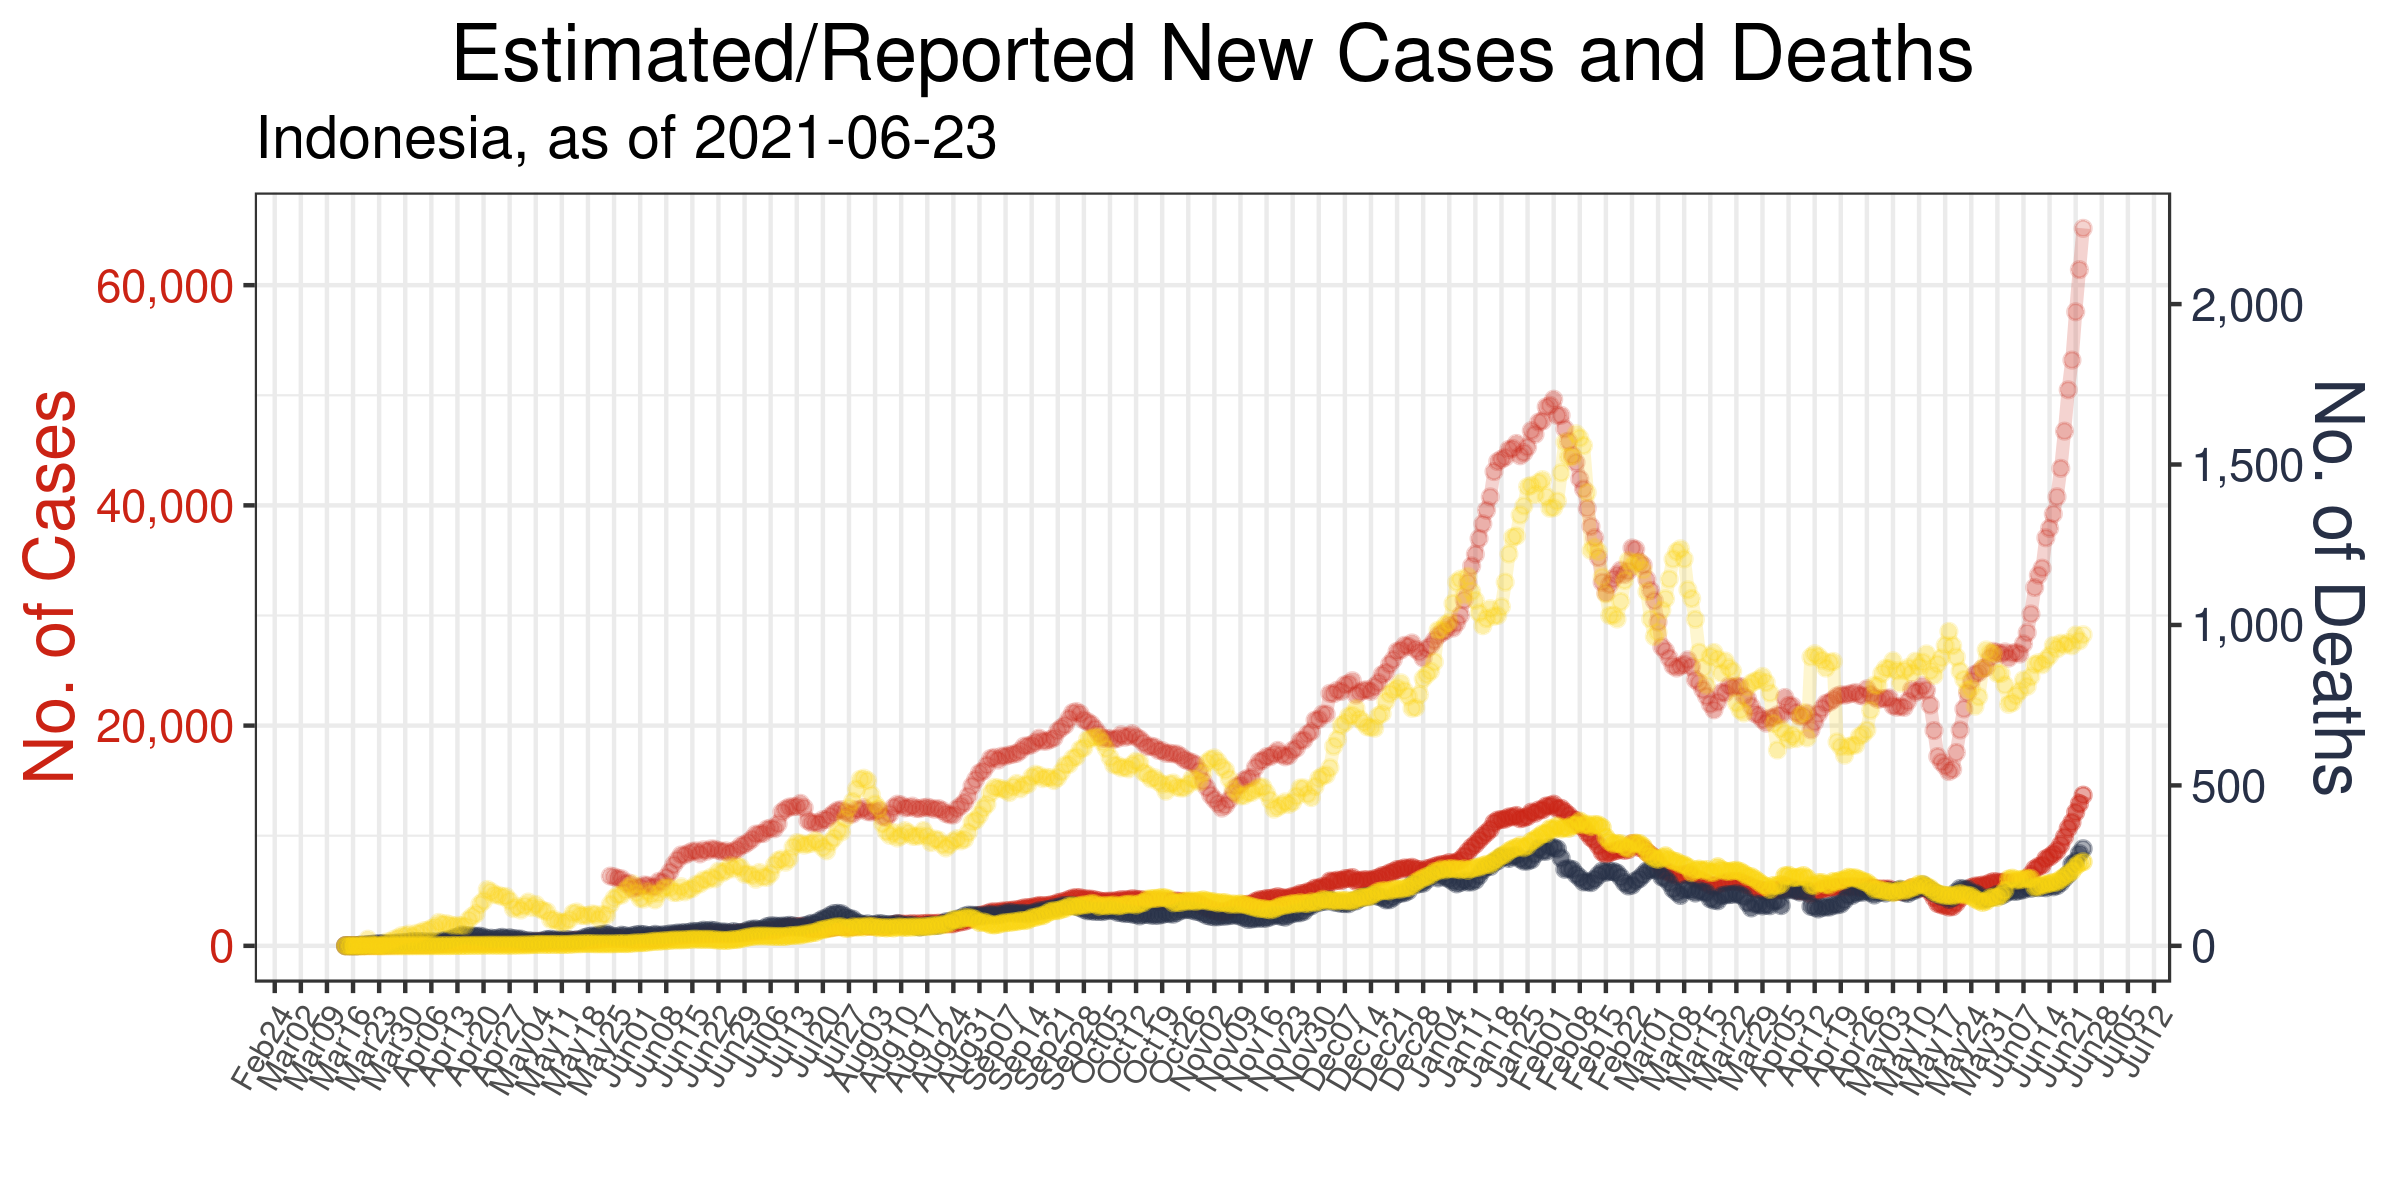 Estimated/Reported New Cases and Deaths
Indonesia, as of 2021-06-23
No. of Cases
60,000
40,000
20,000
0
2,000
1,500
1,000
500
0
No. of Deaths
Feb24
Mar02
Mar09
Mar16
Mar23
Mar30
Apr06
Apr13
Apr20
Apr27
May04
May11
May18
May25
Jun01
Jun08
Jun15
Jun22
Jun29
Jul06
Jul13
Jul20
Jul27
Aug03
Aug10
Aug17
Aug24
Aug31
Sep07
Sep14
Sep21
Sep28
Oct05
Oct12
Oct19
Oct26
Nov02
Nov09
Nov16
Nov23
Nov30
Dec07
Dec14
Dec21
Dec28
Jan04
Jan11
Jan18
Jan25
Feb01
Feb08
Feb15
Feb22
Mar01
Mar08
Mar15
Mar22
Mar29
Apr05
Apr12
Apr19
Apr26
May03
May10
May17
May24
May31
Jun07
Jun14
Jun21
Jun28
Jul05
Jul12